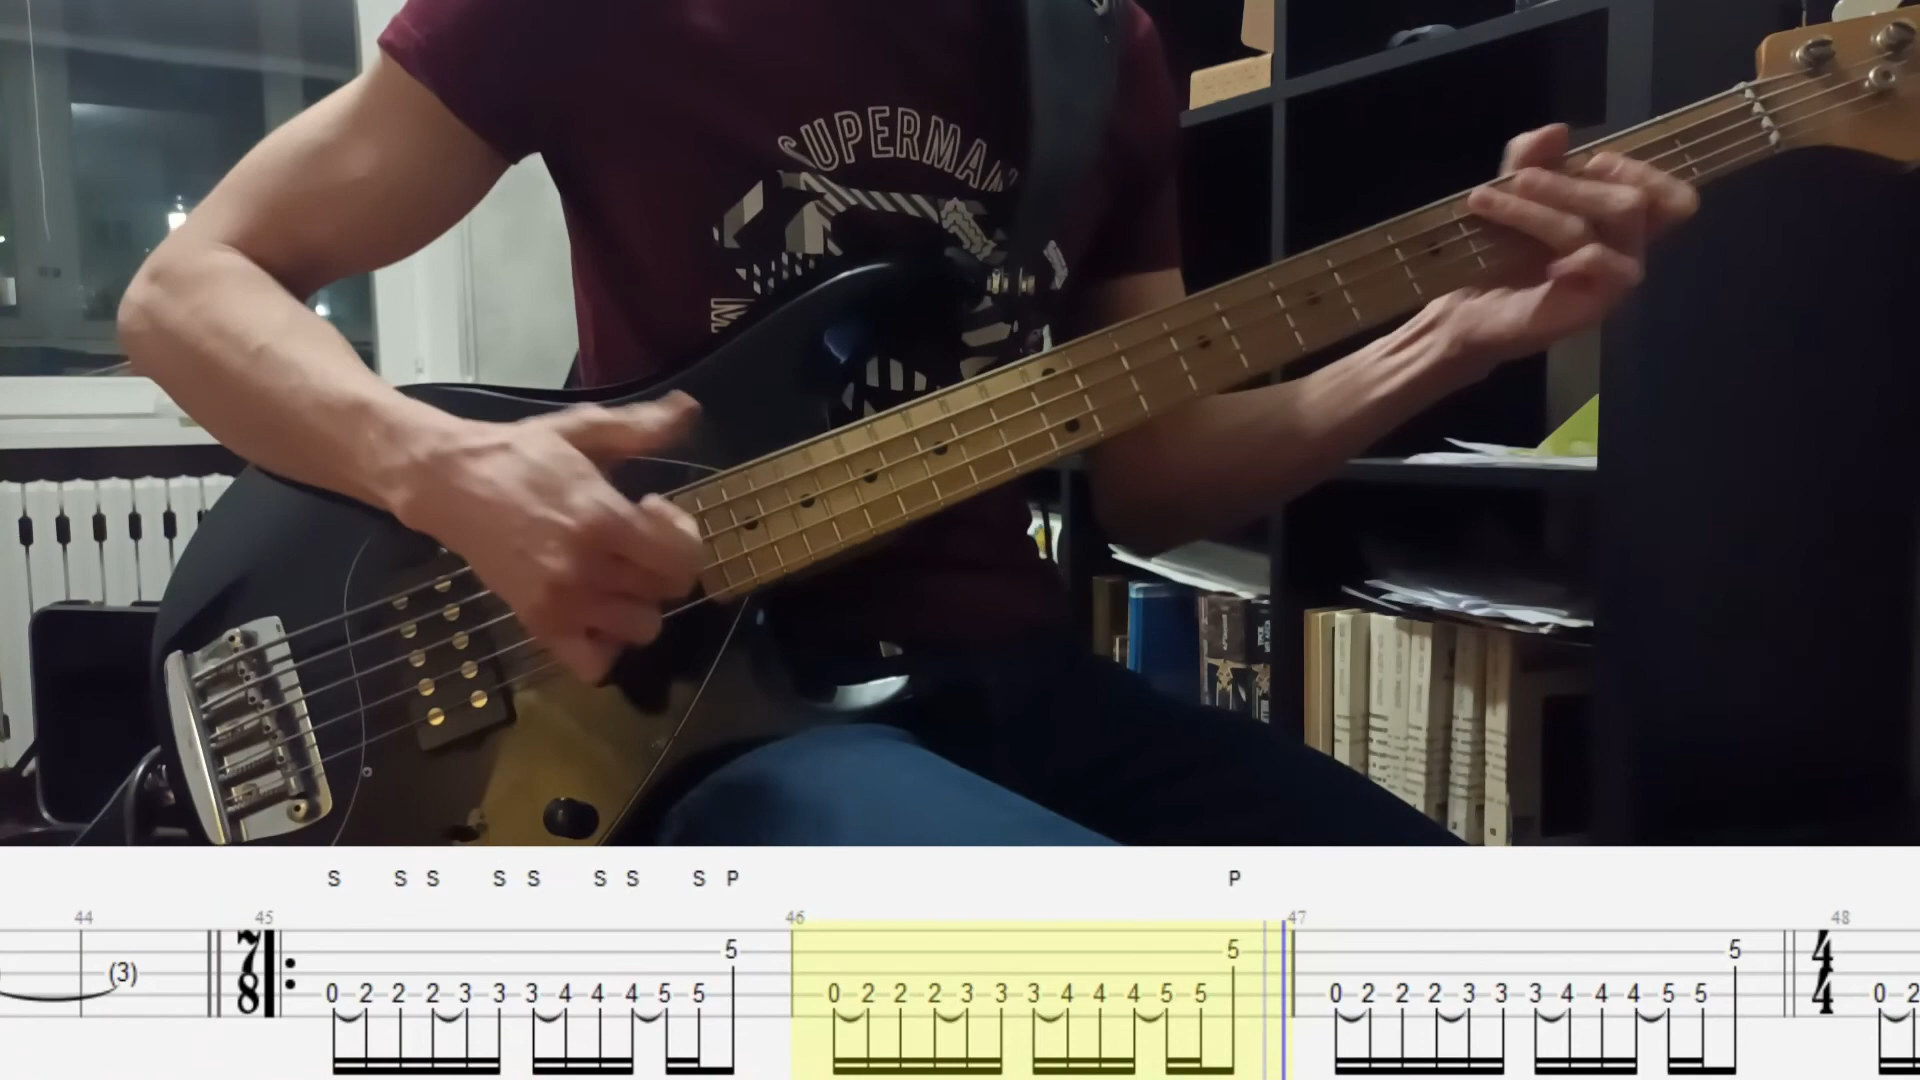 SUPERMAN
S S S S S S S S P P
44 45 46 47 48
7 5 5 5 4
(3)
8 0 2 2 2 3 3 3 4 4 4 5 5 0 2 2 2 3 3 3 4 4 4 5 5 0 2 2 2 3 3 3 4 4 4 5 5 4 0 2